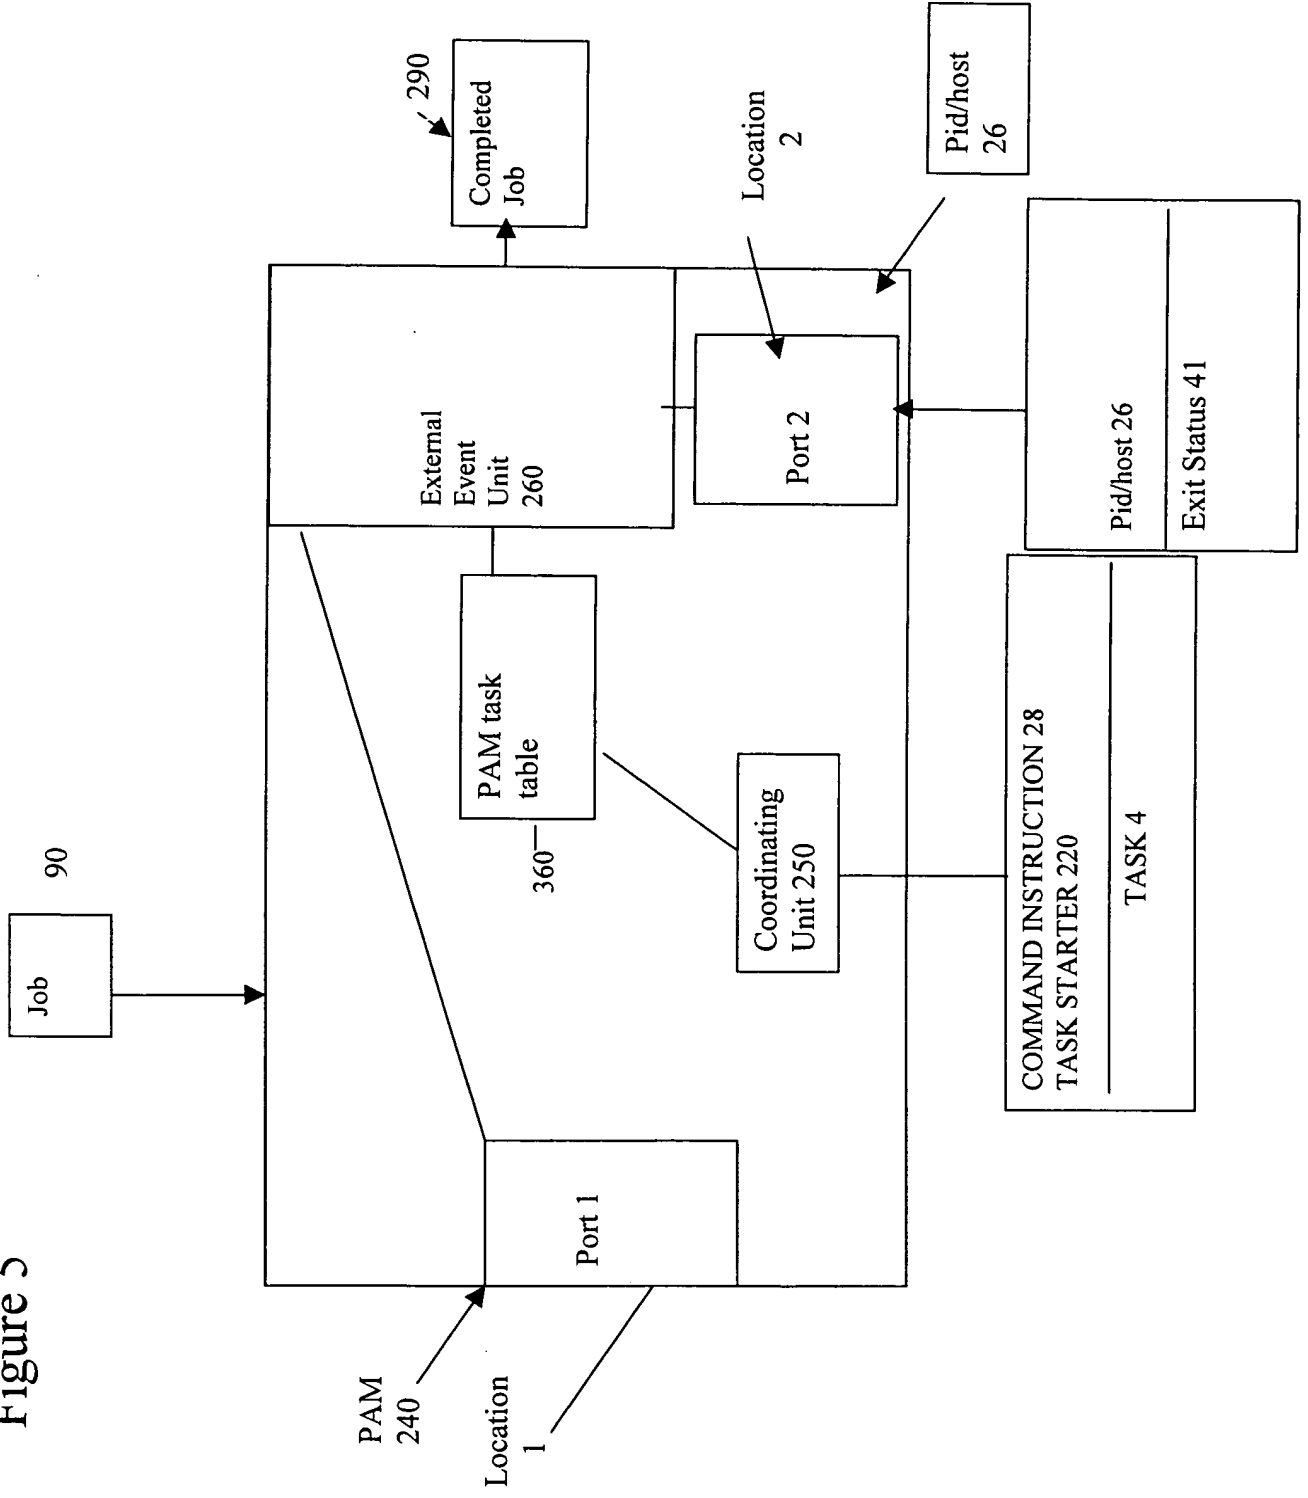 Figure
Job
90
PAM
240
Location
1
Port 1
360
PAM task
table
External
Event
Unit
260
Completed
Job
290
Coordinating
Unit 250
Port 2
Location
2
Pid/host
26
COMMAND INSTRUCTION 28
TASK STARTER 220
TASK 4
Pid/host 26
Exit Status 41